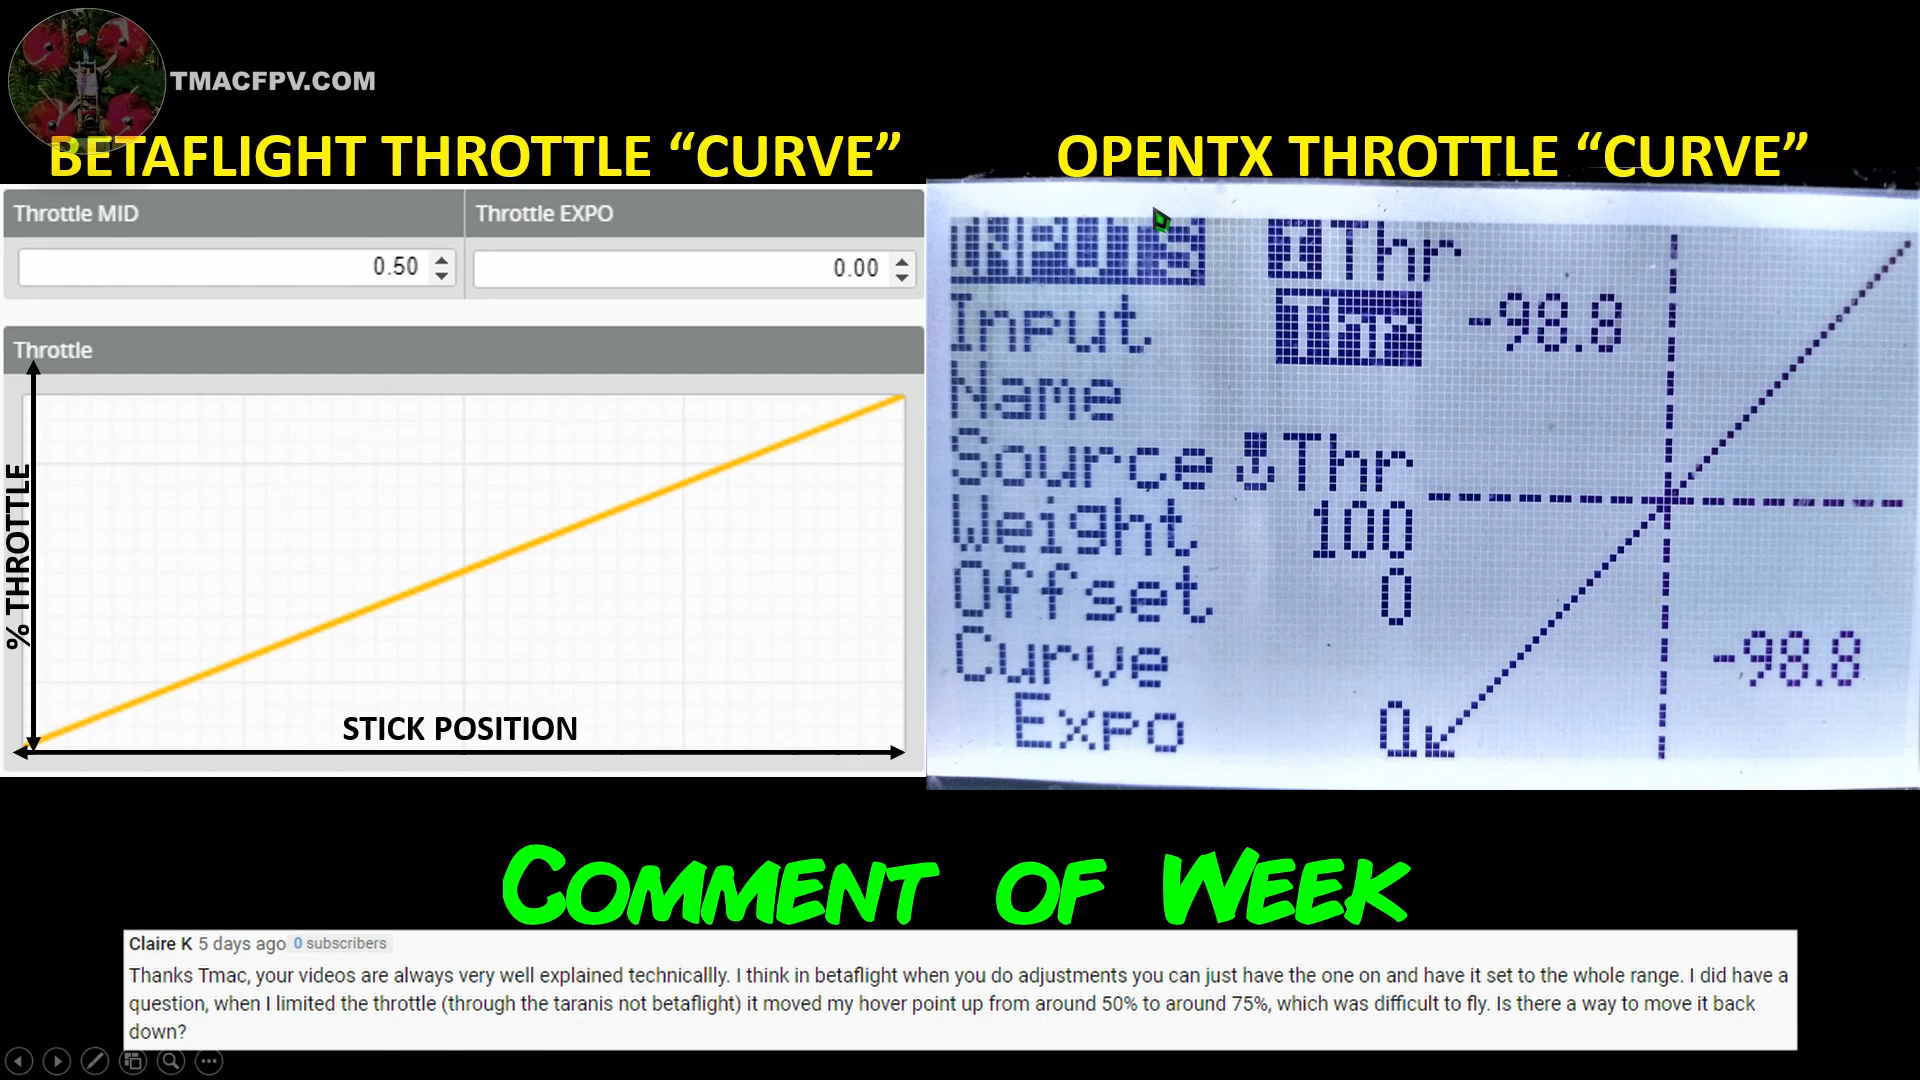 TMACFPV.COM
BETAFLIGHT THROTTLE “CURVE”
Throttle MID
Throttle EXPO
0.50
0.00
Throttle
% THROTTLE
STICK POSITION
OPENTX THROTTLE “CURVE”
INPUTS Thr
Input Thr -98.8
Name
Source Thr
Weight 100
Offset 0
Curve -98.8
Expo 0
COMMENT OF WEEK
Claire K 5 days ago 0 subscribers
Thanks Tmac, your videos are always very well explained technicallly. I think in betaflight when you do adjustments you can just have the one on and have it set to the whole range. I did have a
question, when I limited the throttle (through the taranis not betaflight) it moved my hover point up from around 50% to around 75%, which was difficult to fly. Is there a way to move it back
down?